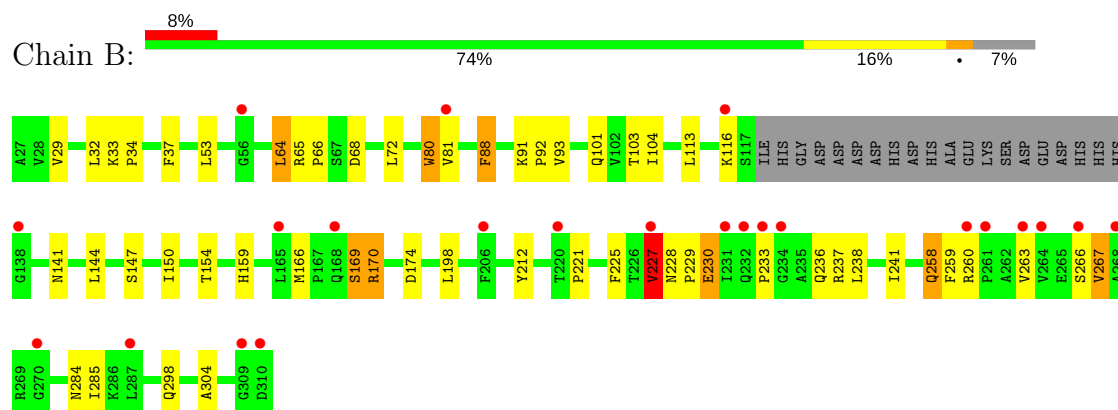 8%
Chain B:
74% 16% • 7%
A27 V28 V29 L32 K33 P34 F37 L53 G56 L64 R65 P66 S67 D68 L72 W80 V81 F88 K91 P92 V93 Q101 V102 T103 I104 L113 K116 S117 ILE HIS GLY ASP ASP ASP ASP HIS ASP HIS ALA GLU LYS SER ASP GLU ASP HIS HIS HIS
G138 N141 L144 S147 I150 T154 H159 L165 M166 P167 Q168 S169 R170 D174 L198 F206 Y212 T220 P221 F225 T226 V227 N228 P229 E230 I231 Q232 P233 G234 A235 Q236 R237 L238 I241 Q258 F259 R260 P261 A262 V263 V264 E265 S266 V267 A268
R269 G270 N284 I285 K286 L287 Q298 A304 G309 D310